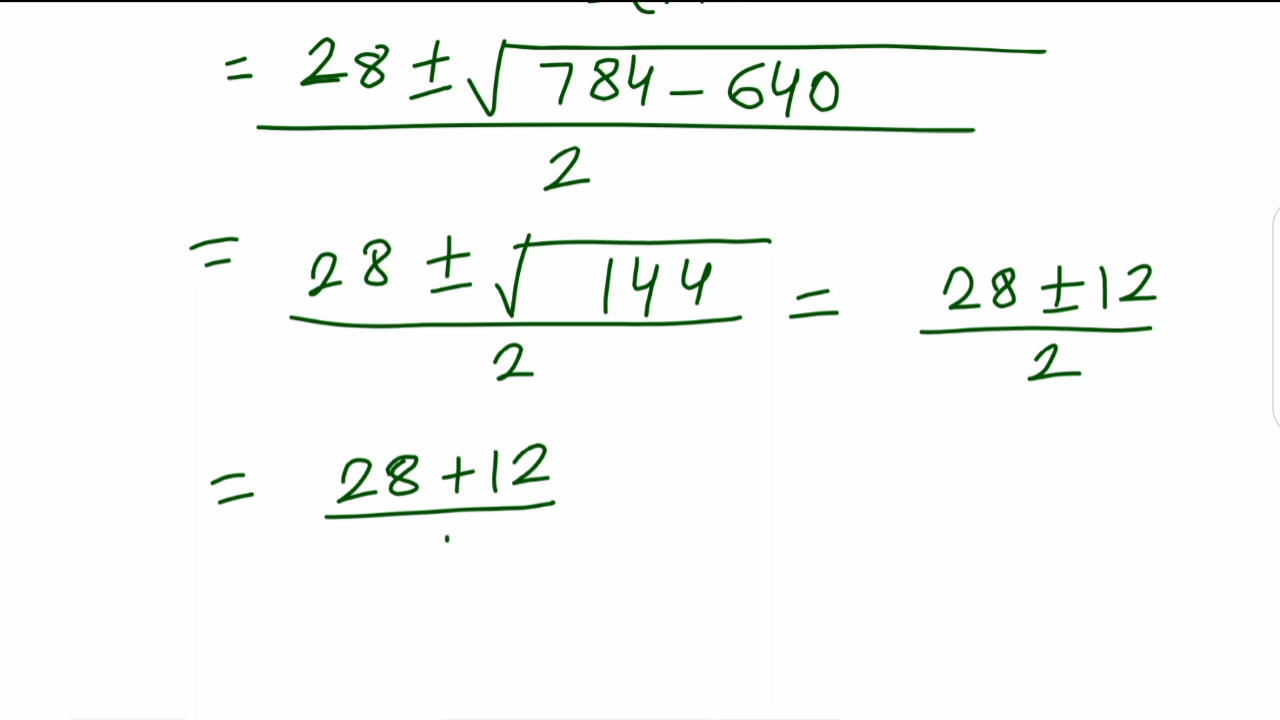 = 28 ± √784 - 640
2
= 28 ± √144 = 28 ± 12
2 2
= 28 + 12